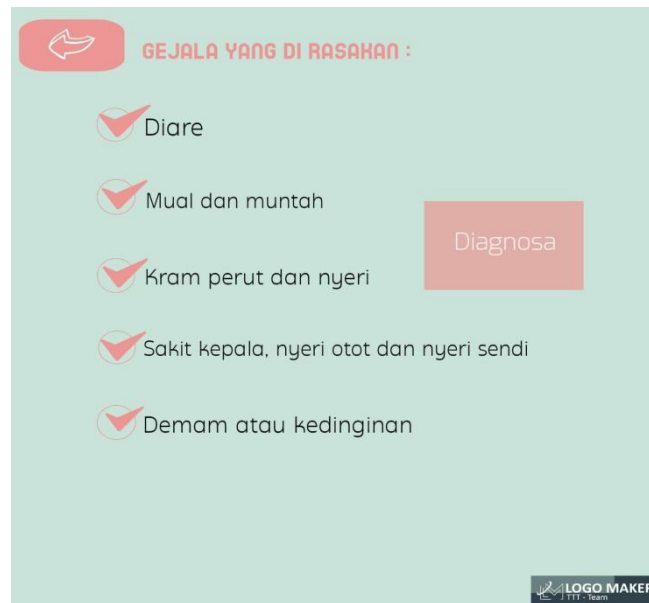 GEJALA YANG DI RASAKAN :
Diare
Mual dan muntah
Diagnosa
Kram perut dan nyeri
Sakit kepala, nyeri otot dan nyeri sendi
Demam atau kedinginan
LOGO MAKER
TTT - Team